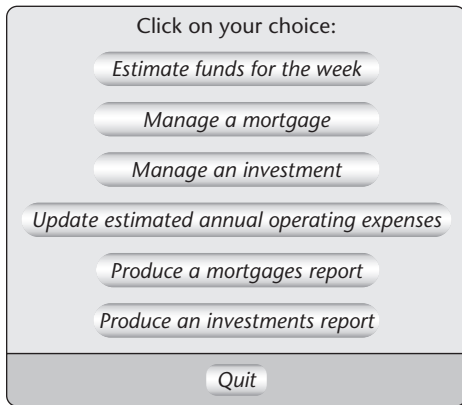 Click on your choice:
Estimate funds for the week
Manage a mortgage
Manage an investment
Update estimated annual operating expenses
Produce a mortgages report
Produce an investments report
Quit